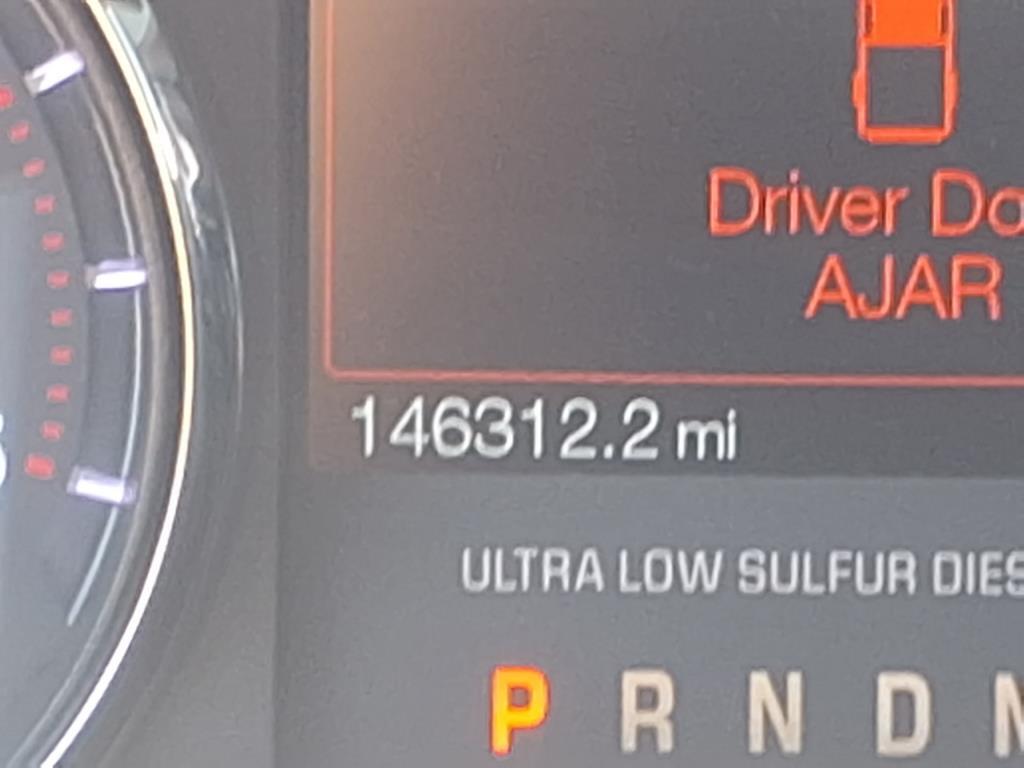 Driver Do
AJAR
146312.2 mi
ULTRA LOW SULFUR DIES
P R N D